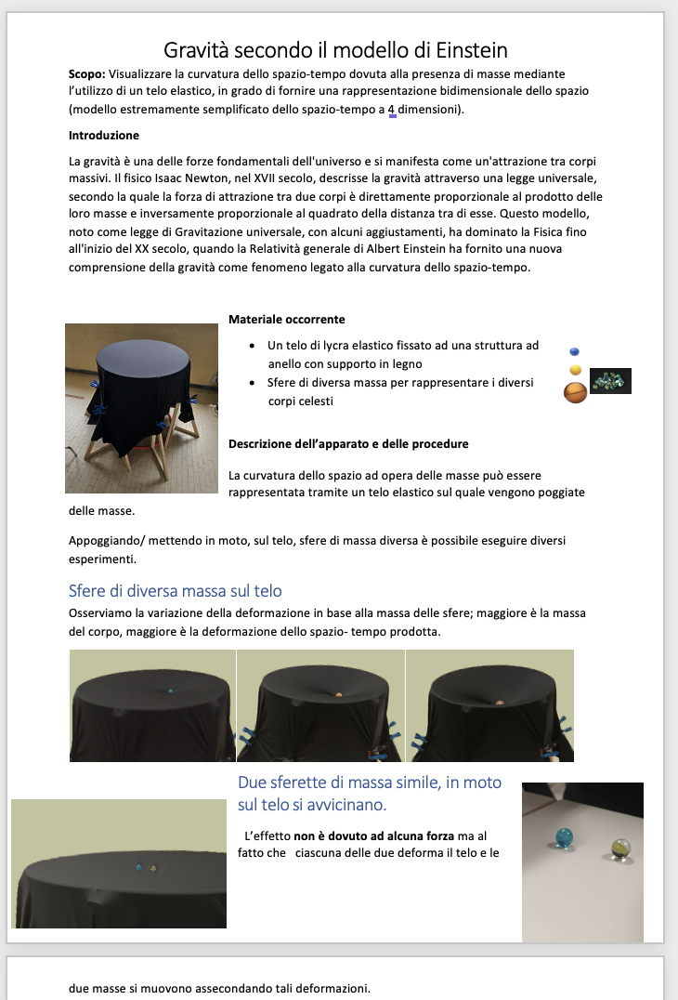 Gravità secondo il modello di Einstein
Scopo: Visualizzare la curvatura dello spazio-tempo dovuta alla presenza di masse mediante
l'utilizzo di un telo elastico, in grado di fornire una rappresentazione bidimensionale dello spazio
(modello estremamente semplificato dello spazio-tempo a 4 dimensioni).
Introduzione
La gravità è una delle forze fondamentali dell'universo e si manifesta come un'attrazione tra corpi
massivi. Il fisico Isaac Newton, nel XVII secolo, descrisse la gravità attraverso una legge universale,
secondo la quale la forza di attrazione tra due corpi è direttamente proporzionale al prodotto delle
loro masse e inversamente proporzionale al quadrato della distanza tra di esse. Questo modello,
noto come legge di Gravitazione universale, con alcuni aggiustamenti, ha dominato la Fisica fino
all'inizio del XX secolo, quando la Relatività generale di Albert Einstein ha fornito una nuova
comprensione della gravità come fenomeno legato alla curvatura dello spazio-tempo.
Materiale occorrente
• Un telo di lycra elastico fissato ad una struttura ad
anello con supporto in legno
• Sfere di diversa massa per rappresentare i diversi
corpi celesti
Descrizione dell'apparato e delle procedure
La curvatura dello spazio ad opera delle masse può essere
rappresentata tramite un telo elastico sul quale vengono poggiate
delle masse.
Appoggiando/ mettendo in moto, sul telo, sfere di massa diversa è possibile eseguire diversi
esperimenti.
Sfere di diversa massa sul telo
Osserviamo la variazione della deformazione in base alla massa delle sfere; maggiore è la massa
del corpo, maggiore è la deformazione dello spazio- tempo prodotta.
Due sferette di massa simile, in moto
sul telo si avvicinano.
L'effetto non è dovuto ad alcuna forza ma al
fatto che ciascuna delle due deforma il telo e le
due masse si muovono assecondando tali deformazioni.